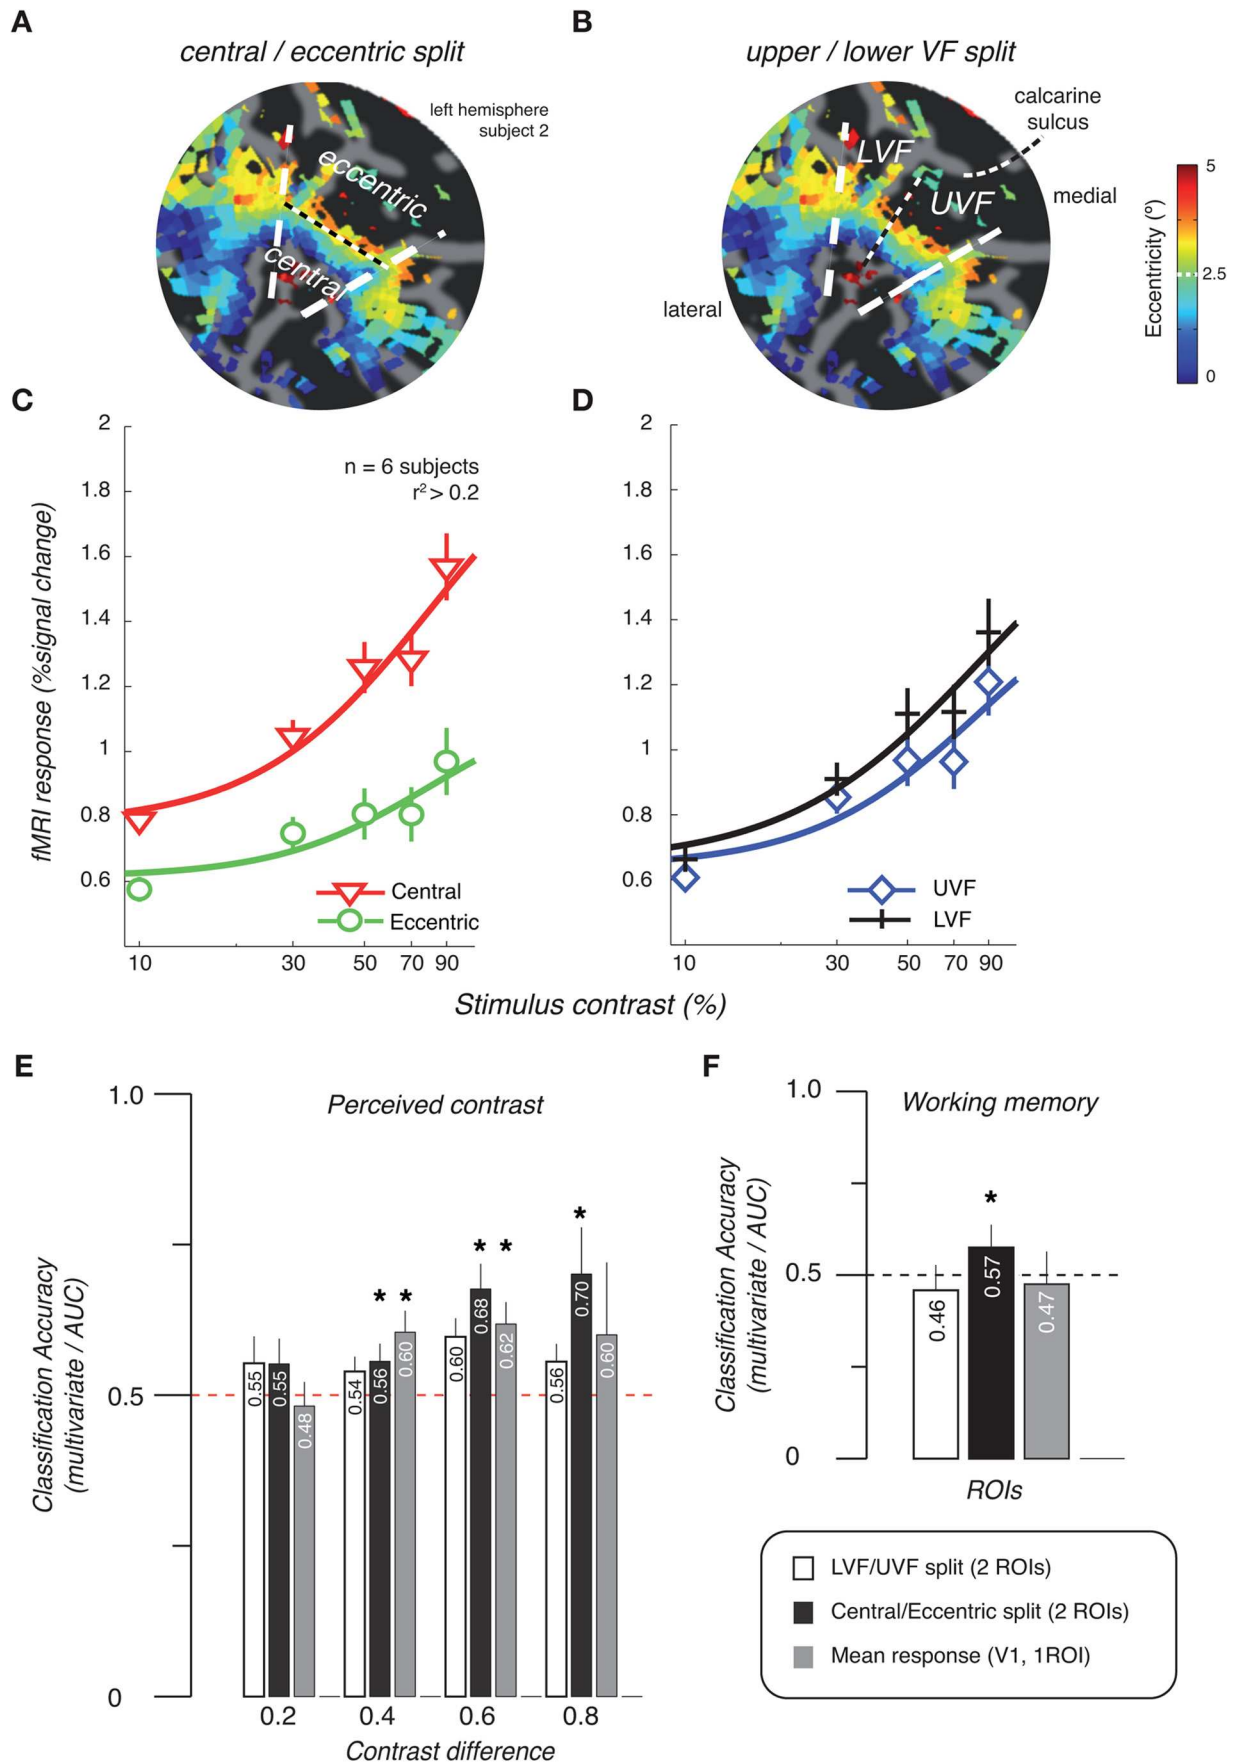 A
central / eccentric split
left hemisphere
subject 2
eccentric
central
B
upper / lower VF split
calcarine
sulcus
LVF
UVF
medial
lateral
5
2.5
0
Eccentricity (º)
C
2
1.8
1.6
1.4
1.2
1
0.8
0.6
fMRI response (%signal change)
n = 6 subjects
r² > 0.2
Central
Eccentric
10 30 50 70 90
D
2
1.8
1.6
1.4
1.2
1
0.8
0.6
UVF
LVF
10 30 50 70 90
Stimulus contrast (%)
E
Perceived contrast
1.0
0.5
0
Classification Accuracy
(multivariate / AUC)
* * * * *
0.55 0.55 0.48
0.54 0.56 0.60
0.60 0.68 0.62
0.56 0.70 0.60
0.2 0.4 0.6 0.8
Contrast difference
F
Working memory
1.0
0.5
0
Classification Accuracy
(multivariate / AUC)
*
0.46 0.57 0.47
ROIs
LVF/UVF split (2 ROIs)
Central/Eccentric split (2 ROIs)
Mean response (V1, 1ROI)